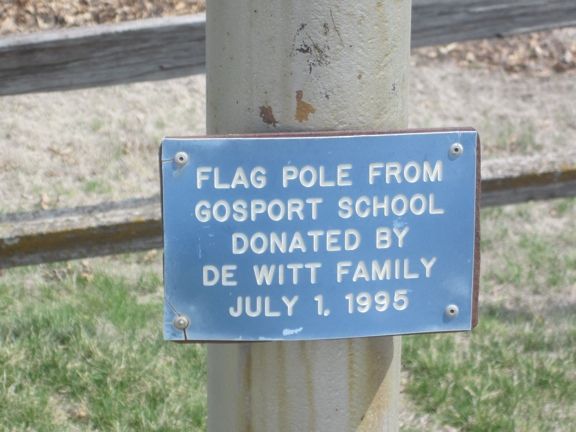 FLAG POLE FROM
GOSPORT SCHOOL
DONATED BY
DE WITT FAMILY
JULY 1, 1995